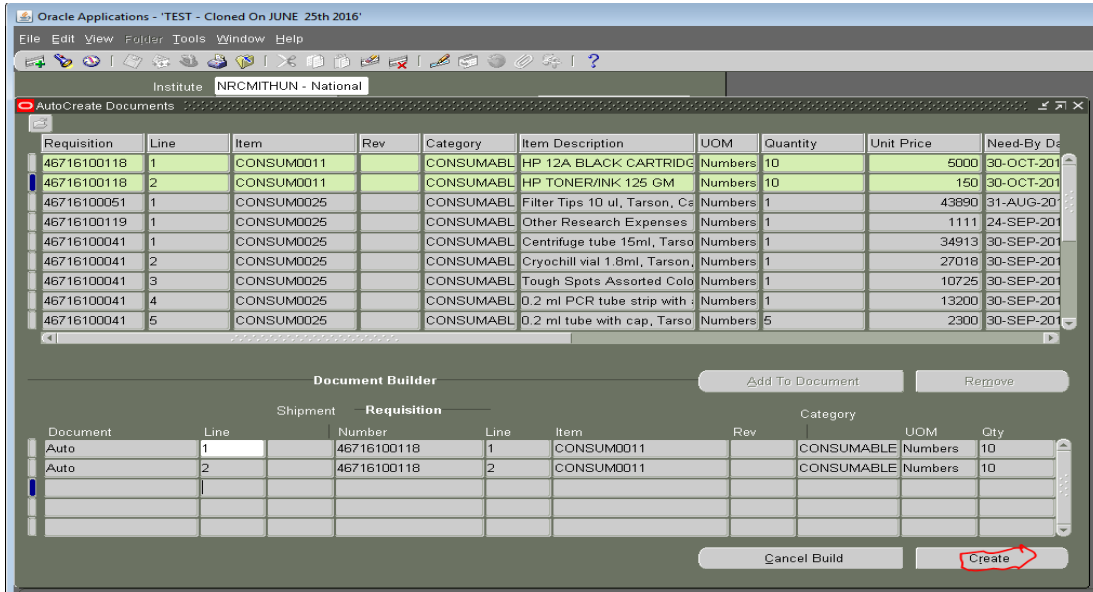 Oracle Applications - 'TEST - Cloned On JUNE 25th 2016'
File Edit View Folder Tools Window Help
Institute NRCMITHUN - National
AutoCreate Documents
Requisition Line Item Rev Category Item Description UOM Quantity Unit Price Need-By Da
46716100118 1 CONSUM0011 CONSUMABL HP 12A BLACK CARTRIDG Numbers 10 5000 30-OCT-201
46716100118 2 CONSUM0011 CONSUMABL HP TONER/INK 125 GM Numbers 10 150 30-OCT-201
46716100051 1 CONSUM0025 CONSUMABL Filter Tips 10 ul, Tarson, Ca Numbers 1 43890 31-AUG-201
46716100119 1 CONSUM0025 CONSUMABL Other Research Expenses Numbers 1 1111 24-SEP-201
46716100041 1 CONSUM0025 CONSUMABL Centrifuge tube 15ml, Tarso Numbers 1 34913 30-SEP-201
46716100041 2 CONSUM0025 CONSUMABL Cryochill vial 1.8ml, Tarson, Numbers 1 27018 30-SEP-201
46716100041 3 CONSUM0025 CONSUMABL Tough Spots Assorted Colo Numbers 1 10725 30-SEP-201
46716100041 4 CONSUM0025 CONSUMABL 0.2 ml PCR tube strip with Numbers 1 13200 30-SEP-201
46716100041 5 CONSUM0025 CONSUMABL 0.2 ml tube with cap, Tarso Numbers 5 2300 30-SEP-201
Document Builder Add To Document Remove
Shipment Requisition Category
Document Line Number Line Item Rev UOM Qty
Auto 1 46716100118 1 CONSUM0011 CONSUMABLE Numbers 10
Auto 2 46716100118 2 CONSUM0011 CONSUMABLE Numbers 10
Cancel Build Create